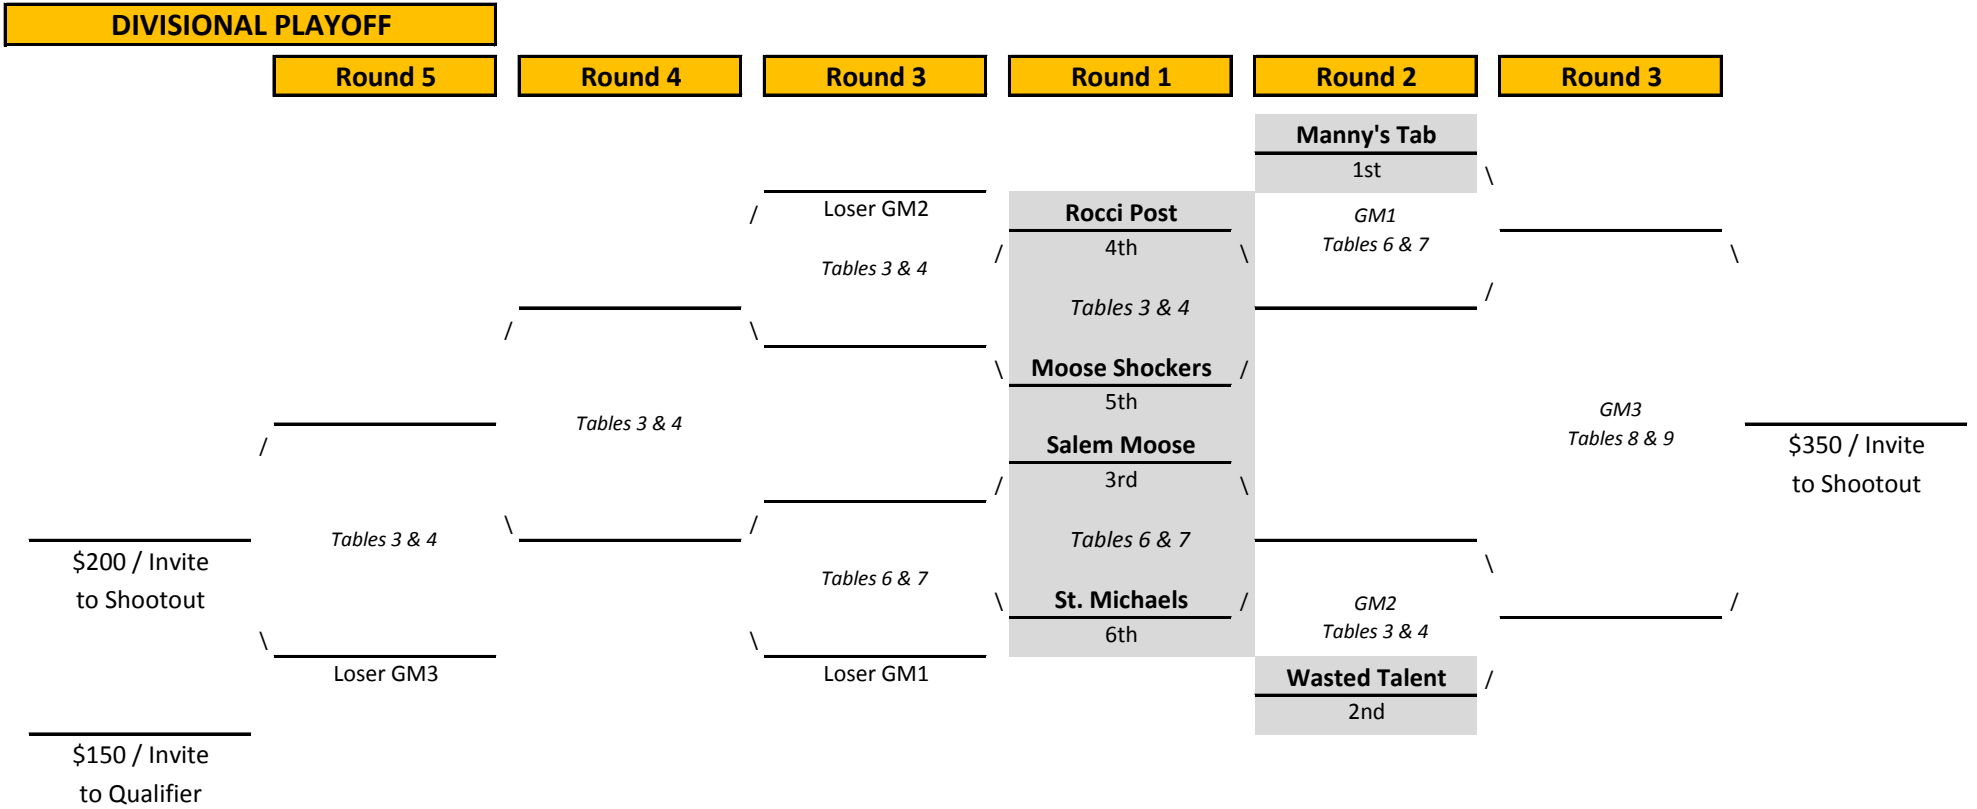 DIVISIONAL PLAYOFF
Round 5 Round 4 Round 3 Round 1 Round 2 Round 3
Manny's Tab
1st
\
Loser GM2
/
Rocci Post
4th
/ \
GM1
Tables 6 & 7
\
Tables 3 & 4
Tables 3 & 4
/
/ \
Moose Shockers
\ /
5th
Tables 3 & 4
GM3
Tables 8 & 9
/
$350 / Invite
to Shootout
Salem Moose
3rd
/ \
\ /
Tables 3 & 4
Tables 6 & 7
$200 / Invite
to Shootout
\
Tables 6 & 7
St. Michaels
\ /
6th
GM2
Tables 3 & 4
/
\ \
Loser GM3
Loser GM1
Wasted Talent
/
2nd
$150 / Invite
to Qualifier